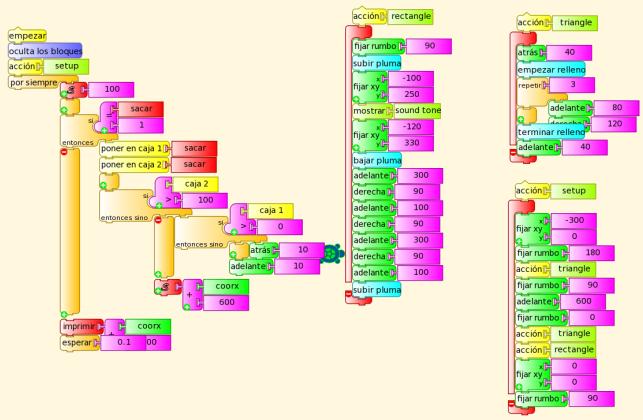 empezar
oculta los bloques
acción setup
por siempre
100
sacar
si =
1
entonces
poner en caja 1 sacar
poner en caja 2 sacar
caja 2
si >
100
entonces sino
caja 1
si >
0
entonces sino
atrás 10
adelante 10
coorx
+
600
imprimir coorx
esperar 0.1 00
acción rectangle
fijar rumbo 90
subir pluma
x -100
fijar xy
y 250
mostrar sound tone
x -120
fijar xy
y 330
bajar pluma
adelante 300
derecha 90
adelante 100
derecha 90
adelante 300
derecha 90
adelante 100
subir pluma
acción triangle
atrás 40
empezar relleno
repetir 3
adelante 80
derecha 120
terminar relleno
adelante 40
acción setup
x -300
fijar xy
y 0
fijar rumbo 180
acción triangle
fijar rumbo 90
adelante 600
fijar rumbo 0
acción triangle
acción rectangle
x 0
fijar xy
y 0
fijar rumbo 90